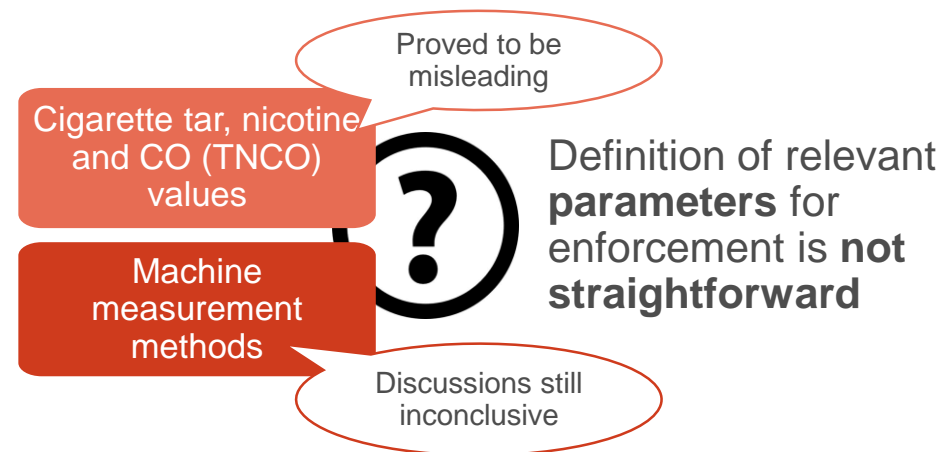 Proved to be
misleading
Cigarette tar, nicotine
and CO (TNCO)
values
?
Definition of relevant
parameters for
enforcement is not
straightforward
Machine
measurement
methods
Discussions still
inconclusive